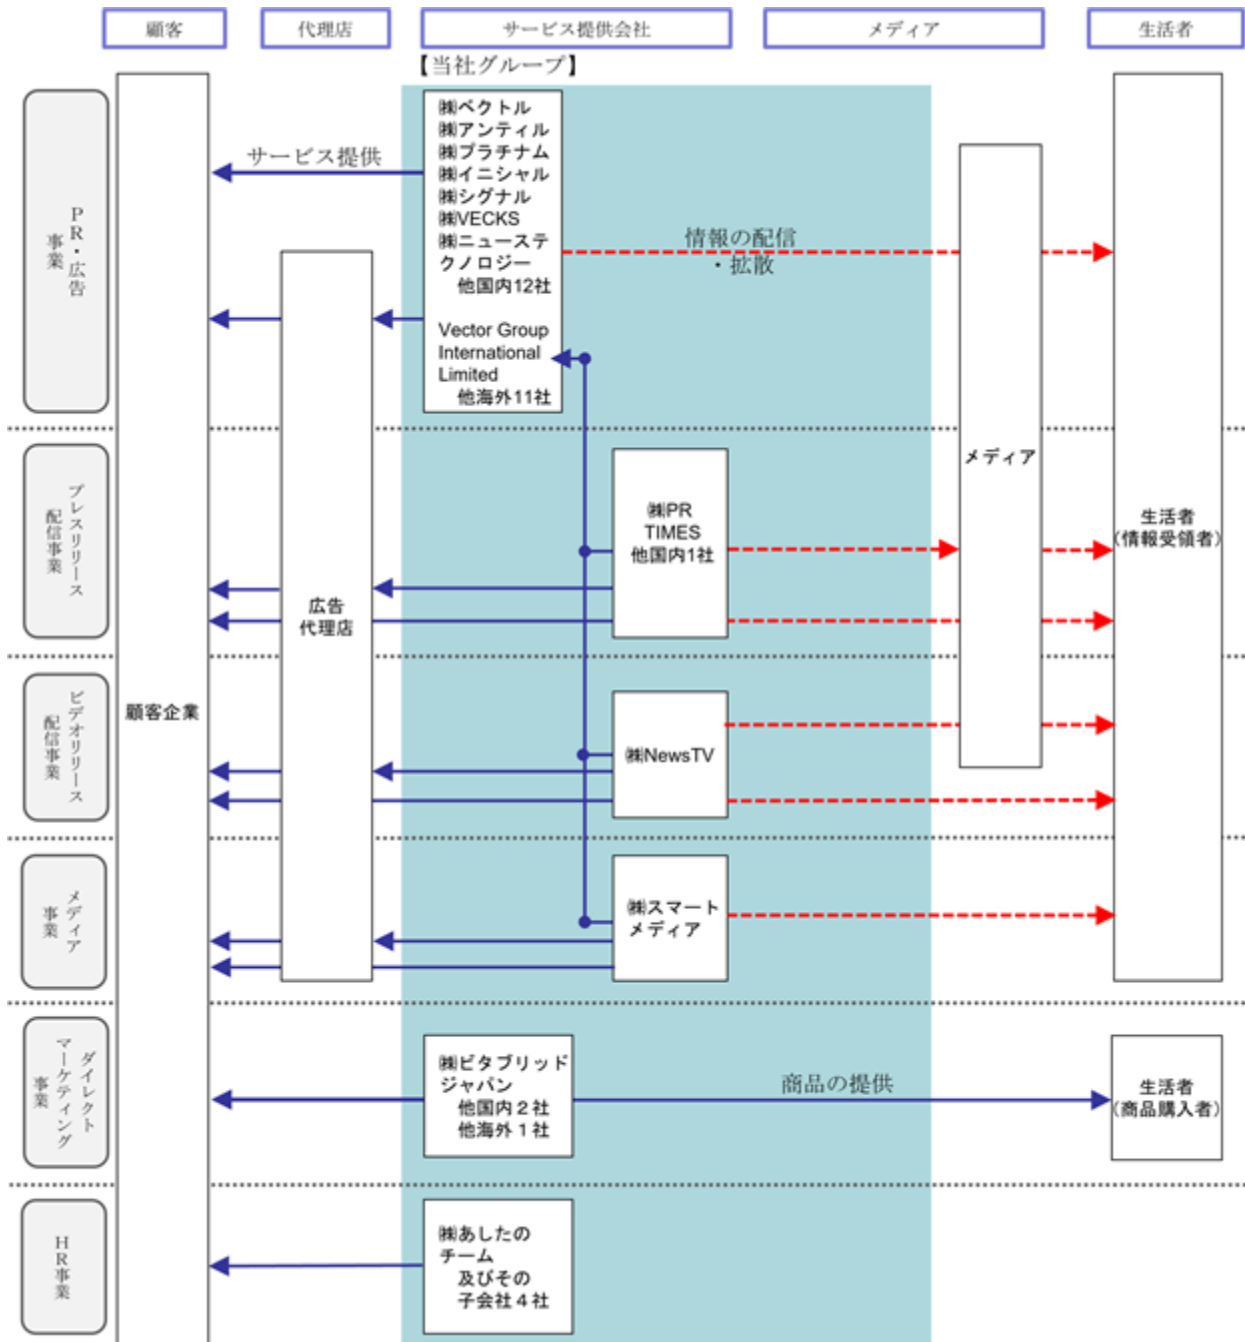 顧客
代理店
サービス提供会社
メディア
生活者
【当社グループ】
PR・広告
事業
サービス提供
㈱ベクトル
㈱アンティル
㈱プラチナム
㈱イニシャル
㈱シグナル
㈱VECKS
㈱ニューステ
クノロジー
他国内12社
Vector Group
International
Limited
他海外11社
情報の配信
・拡散
メディア
プレスリリース
配信事業
㈱PR
TIMES
他国内1社
生活者
(情報受領者)
広告
代理店
顧客企業
ビデオリリース
配信事業
㈱NewsTV
メディア
事業
㈱スマート
メディア
ダイレクト
マーケティング
事業
㈱ビタブリッド
ジャパン
他国内２社
他海外１社
商品の提供
生活者
(商品購入者)
HR事業
㈱あしたの
チーム
及びその
子会社４社